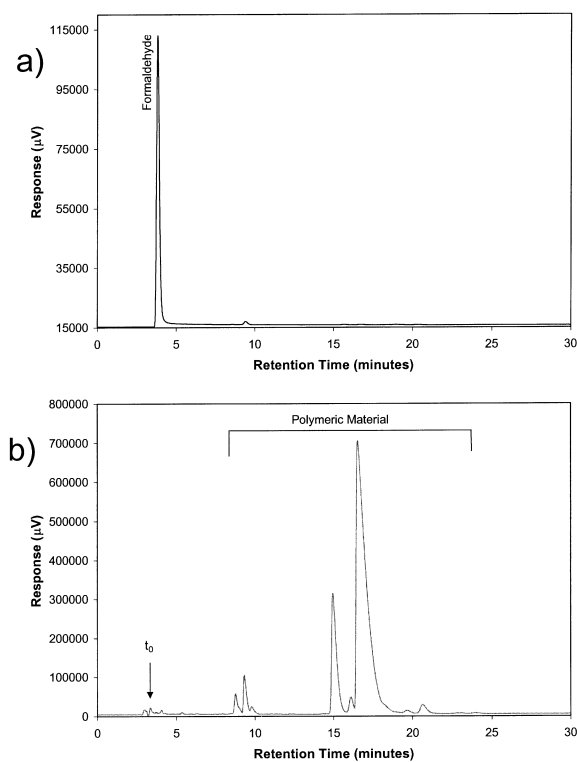 a)
Response (μV)
115000
95000
75000
55000
35000
15000
Formaldehyde
0 5 10 15 20 25 30
Retention Time (minutes)
b)
Response (μV)
800000
700000
600000
500000
400000
300000
200000
100000
0
Polymeric Material
t0
0 5 10 15 20 25 30
Retention Time (minutes)